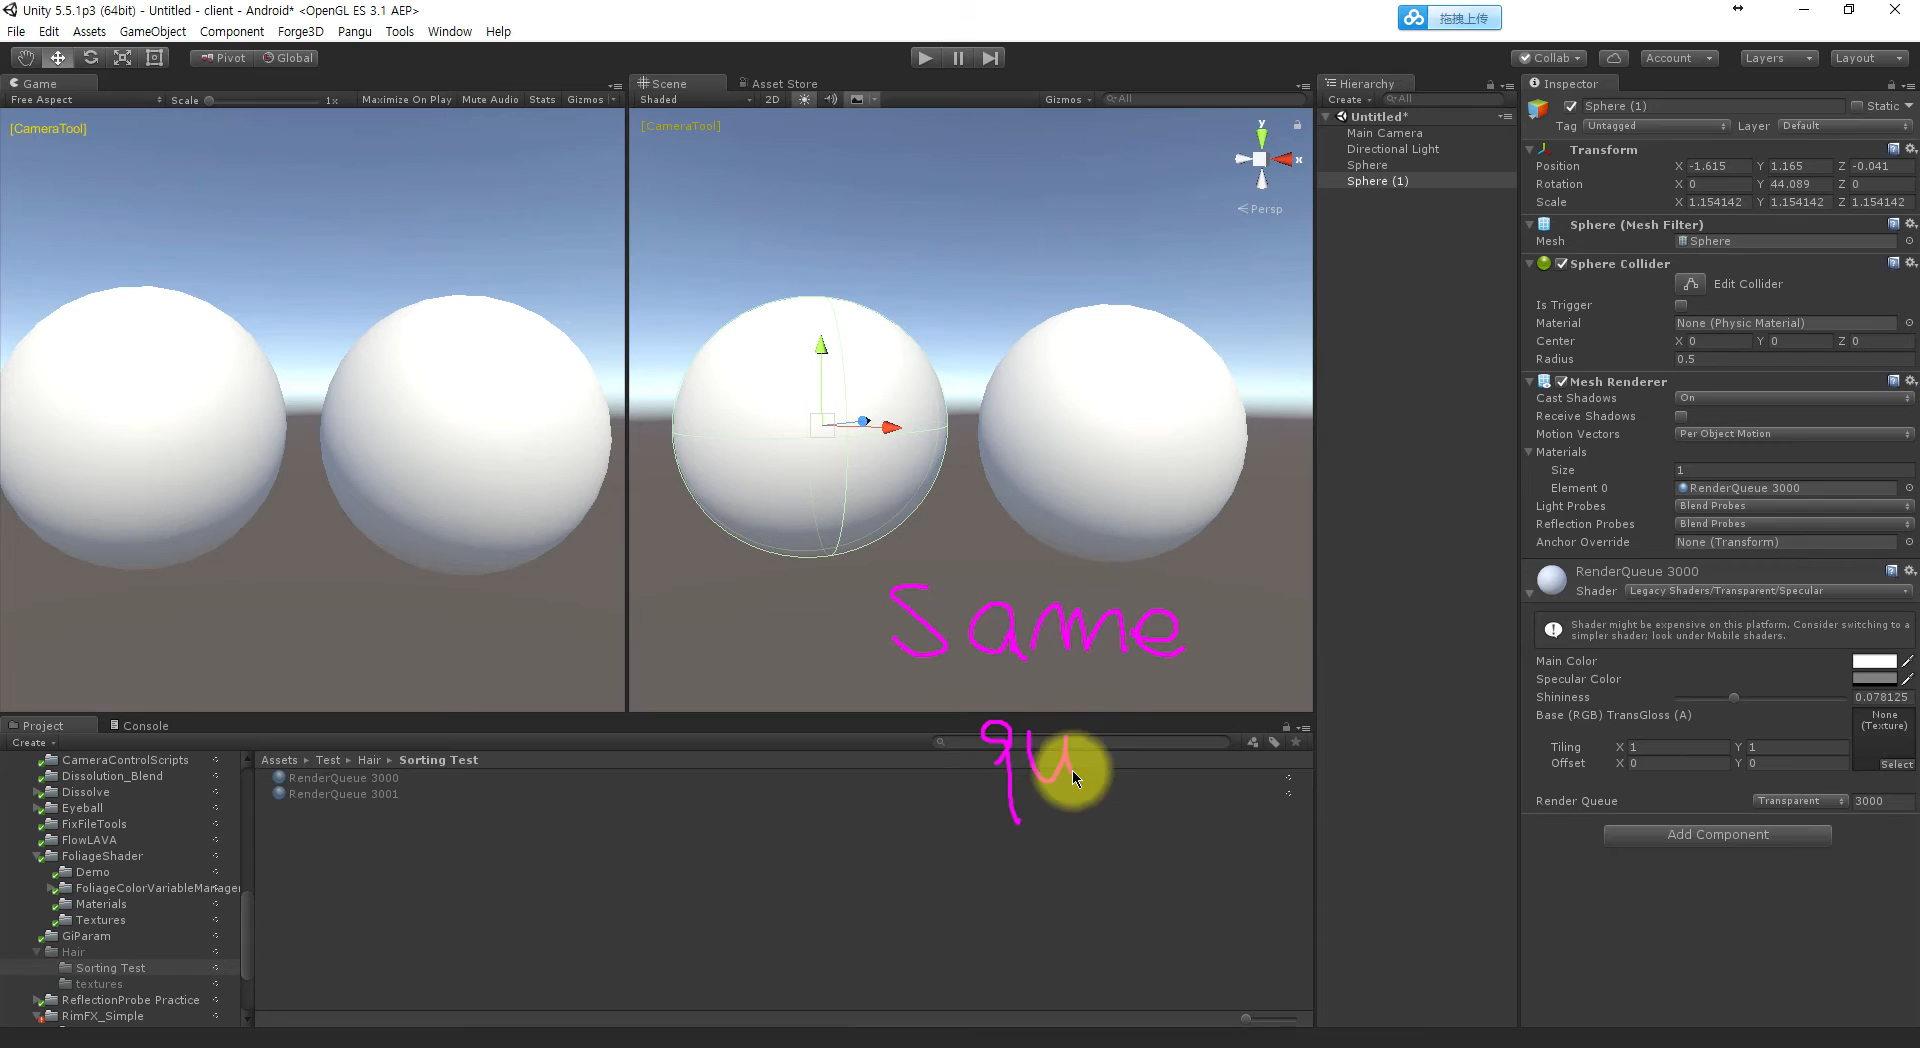 Unity 5.5.1p3 (64bit) - Untitled - client - Android* <OpenGL ES 3.1 AEP>
拖拽上传
File Edit Assets GameObject Component Forge3D Pangu Tools Window Help
Pivot Global Collab Account Layers Layout
Game Scene Asset Store Hierarchy Inspector
Free Aspect Scale 1x Maximize On Play Mute Audio Stats Gizmos Shaded 2D Gizmos All Create All
[CameraTool]
[CameraTool]
y
x
Persp
Untitled*
Main Camera
Directional Light
Sphere
Sphere (1)
Sphere (1) Static
Tag Untagged Layer Default
Transform
Position X -1.615 Y 1.165 Z -0.041
Rotation X 0 Y 44.089 Z 0
Scale X 1.154142 Y 1.154142 Z 1.154142
Sphere (Mesh Filter)
Mesh Sphere
Sphere Collider
Edit Collider
Is Trigger
Material None (Physic Material)
Center X 0 Y 0 Z 0
Radius 0.5
Mesh Renderer
Cast Shadows On
Receive Shadows
Motion Vectors Per Object Motion
Materials
Size 1
Element 0 RenderQueue 3000
Light Probes Blend Probes
Reflection Probes Blend Probes
Anchor Override None (Transform)
RenderQueue 3000
Shader Legacy Shaders/Transparent/Specular
Shader might be expensive on this platform. Consider switching to a
simpler shader; look under Mobile shaders.
Main Color
Specular Color
Shininess 0.078125
Base (RGB) TransGloss (A)
None
(Texture)
Tiling X 1 Y 1
Offset X 0 Y 0
Select
Render Queue Transparent 3000
Add Component
Same
qu
Project Console
Create
CameraControlScripts
Dissolution_Blend
Dissolve
Eyeball
FixFileTools
FlowLAVA
FoliageShader
Demo
FoliageColorVariableManager
Materials
Textures
GiParam
Hair
Sorting Test
textures
ReflectionProbe Practice
RimFX_Simple
Assets Test Hair Sorting Test
RenderQueue 3000
RenderQueue 3001